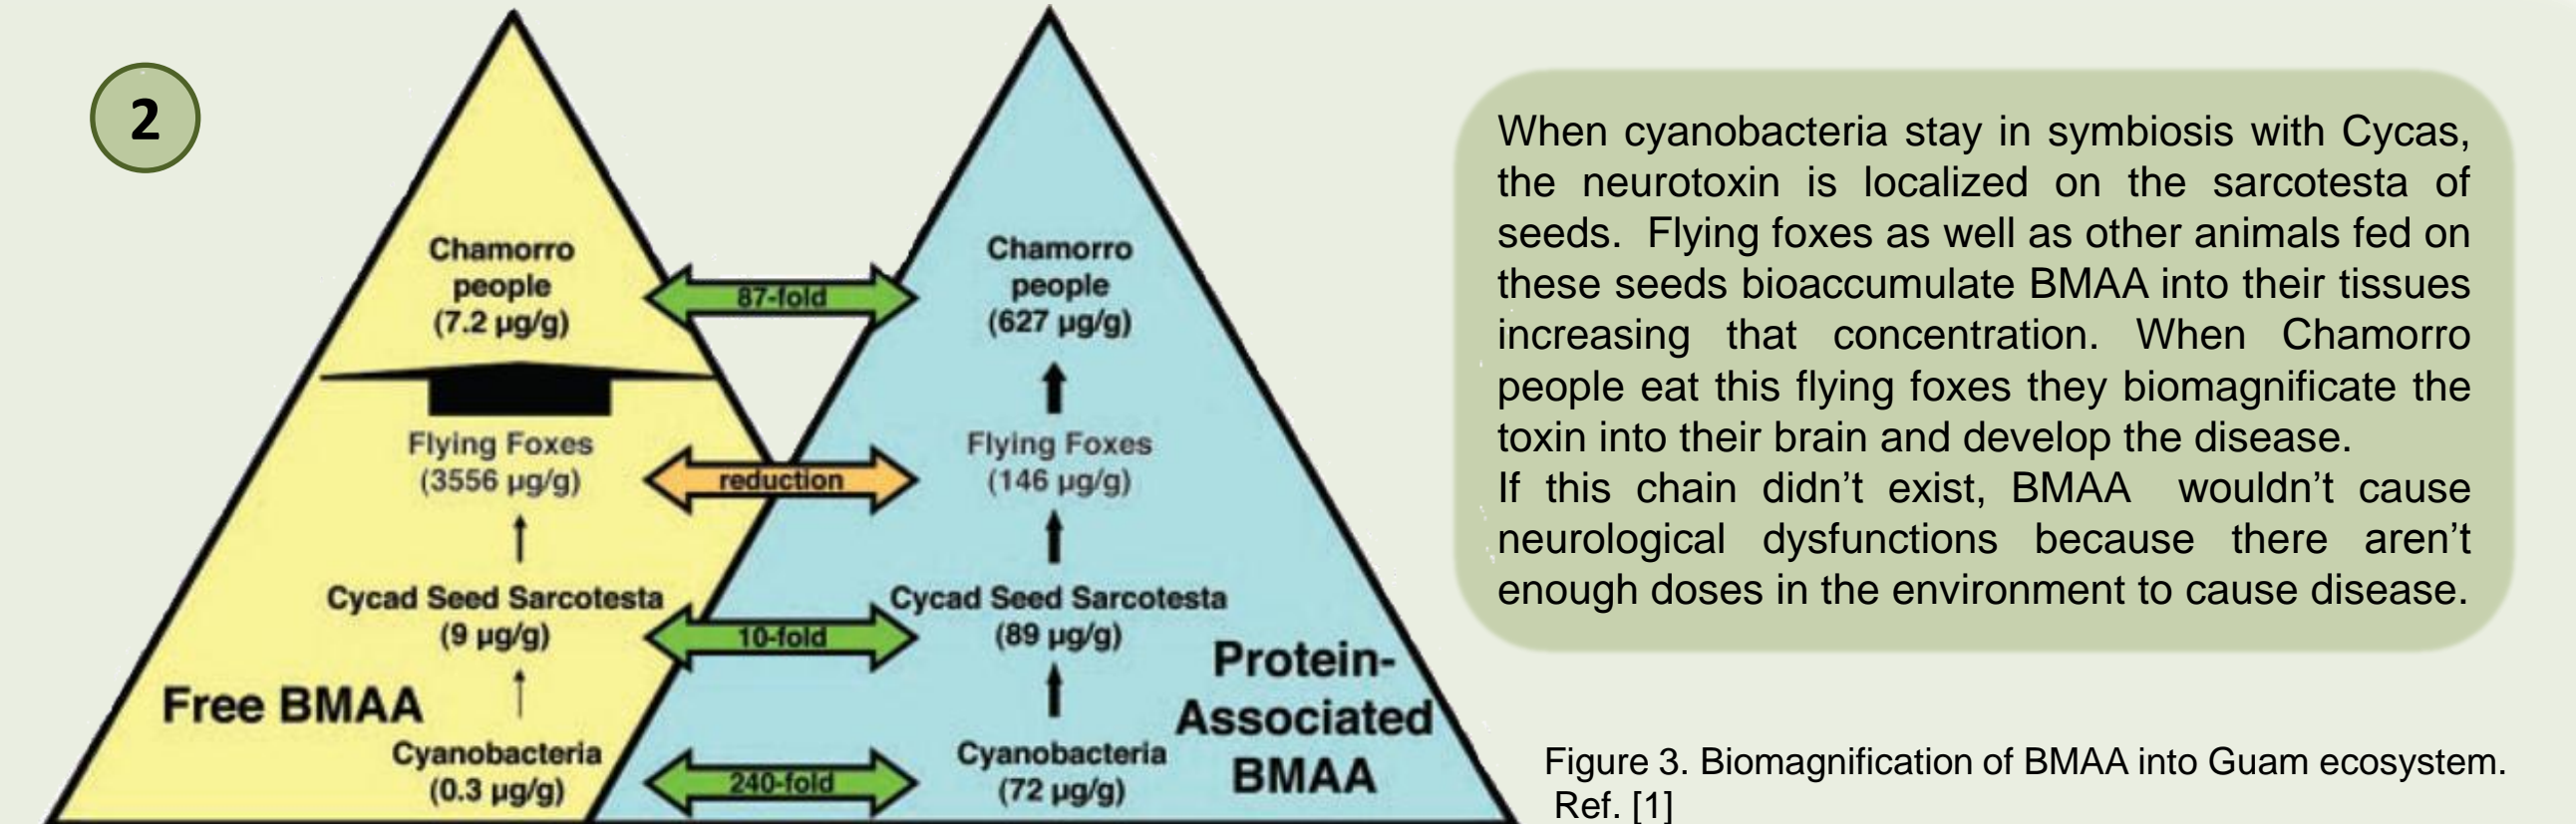 2
Chamorro
people
(7.2 µg/g)
Flying Foxes
(3556 µg/g)
Cycad Seed Sarcotesta
(9 µg/g)
Free BMAA
Cyanobacteria
(0.3 µg/g)
87-fold
reduction
10-fold
240-fold
Chamorro
people
(627 µg/g)
Flying Foxes
(146 µg/g)
Cycad Seed Sarcotesta
(89 µg/g)
Cyanobacteria
(72 µg/g)
Protein-
Associated
BMAA
When cyanobacteria stay in symbiosis with Cycas,
the neurotoxin is localized on the sarcotesta of
seeds. Flying foxes as well as other animals fed on
these seeds bioaccumulate BMAA into their tissues
increasing that concentration. When Chamorro
people eat this flying foxes they biomagnificate the
toxin into their brain and develop the disease.
If this chain didn’t exist, BMAA wouldn’t cause
neurological dysfunctions because there aren’t
enough doses in the environment to cause disease.
Figure 3. Biomagnification of BMAA into Guam ecosystem.
Ref. [1]